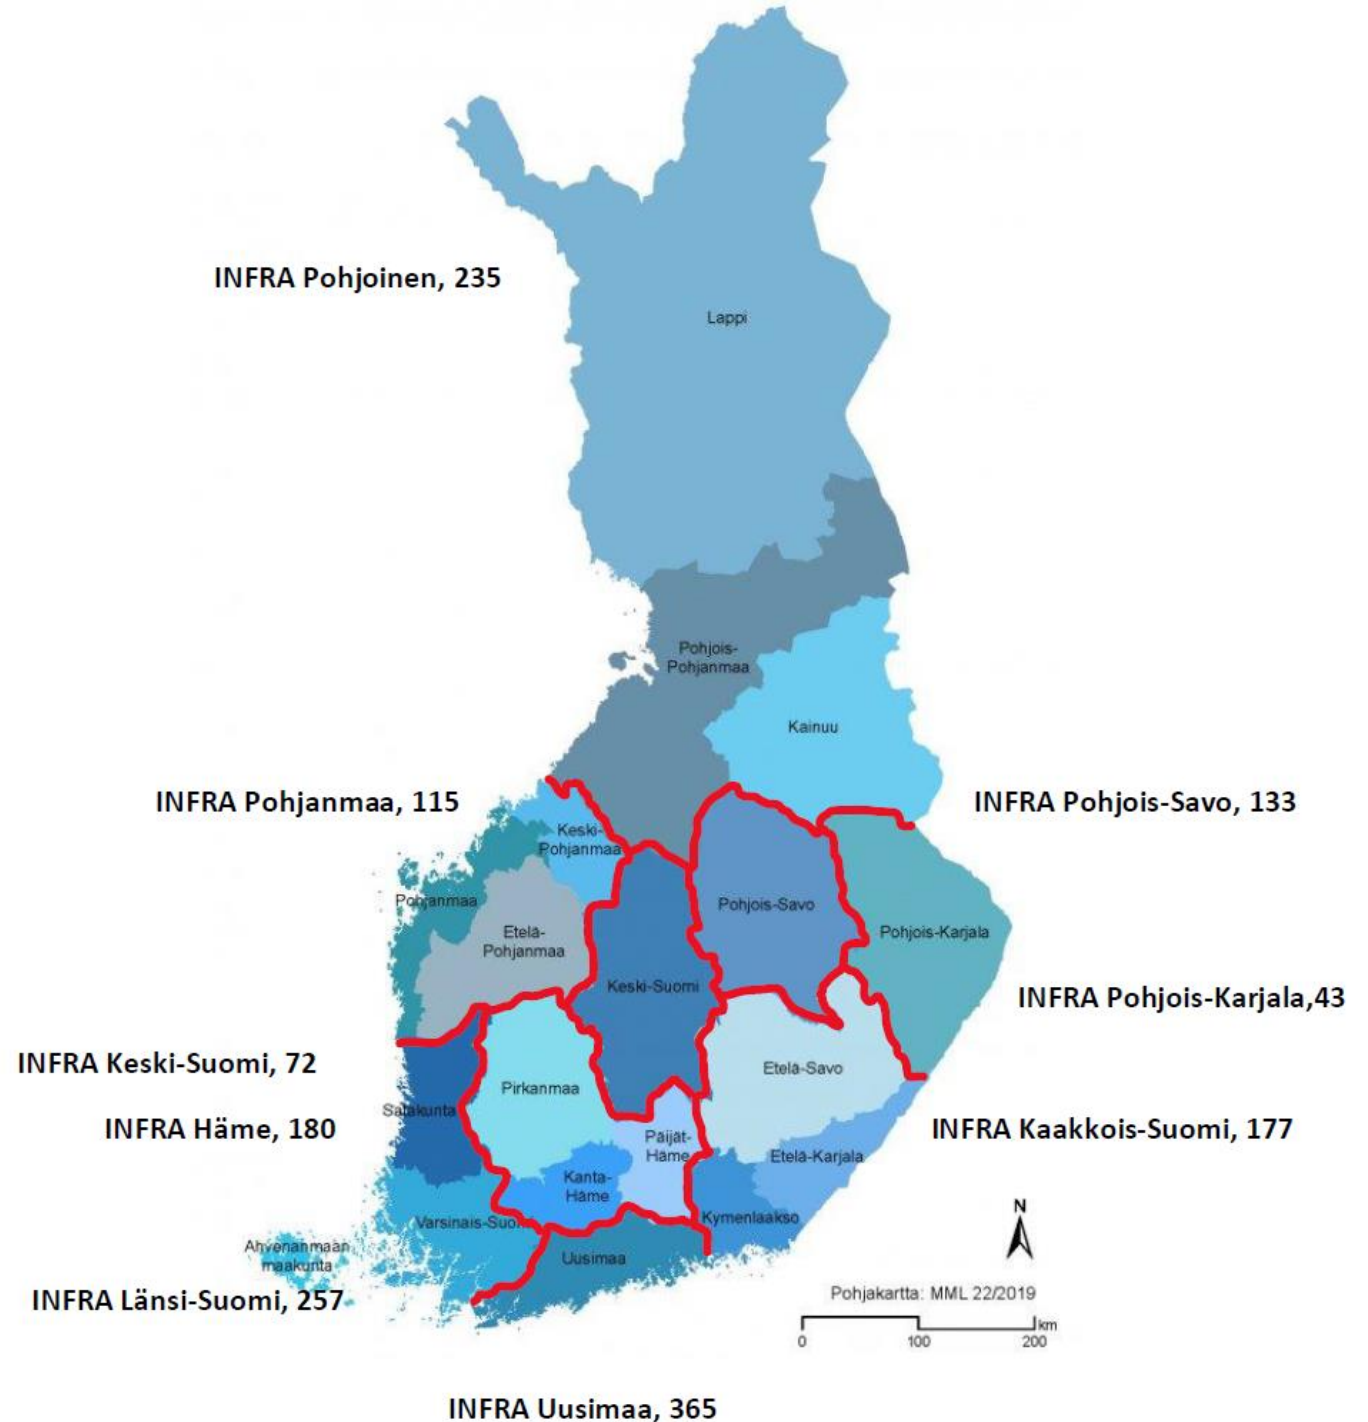 INFRA Pohjoinen, 235
Lappi
Pohjois-
Pohjanmaa
Kainuu
INFRA Pohjanmaa, 115
INFRA Pohjois-Savo, 133
Keski-
Pohjanmaa
Pohjanmaa
Etelä-
Pohjanmaa
Pohjois-Savo
Pohjois-Karjala
Keski-Suomi
INFRA Pohjois-Karjala,43
INFRA Keski-Suomi, 72
Etelä-Savo
Pirkanmaa
Satakunta
INFRA Häme, 180
INFRA Kaakkois-Suomi, 177
Päijät-
Häme
Etelä-Karjala
Kanta-
Häme
Varsinais-Suomi
Kymenlaakso
N
Ahvenanmaan
maakunta
Uusimaa
INFRA Länsi-Suomi, 257
Pohjakartta: MML 22/2019
km
0 100 200
INFRA Uusimaa, 365